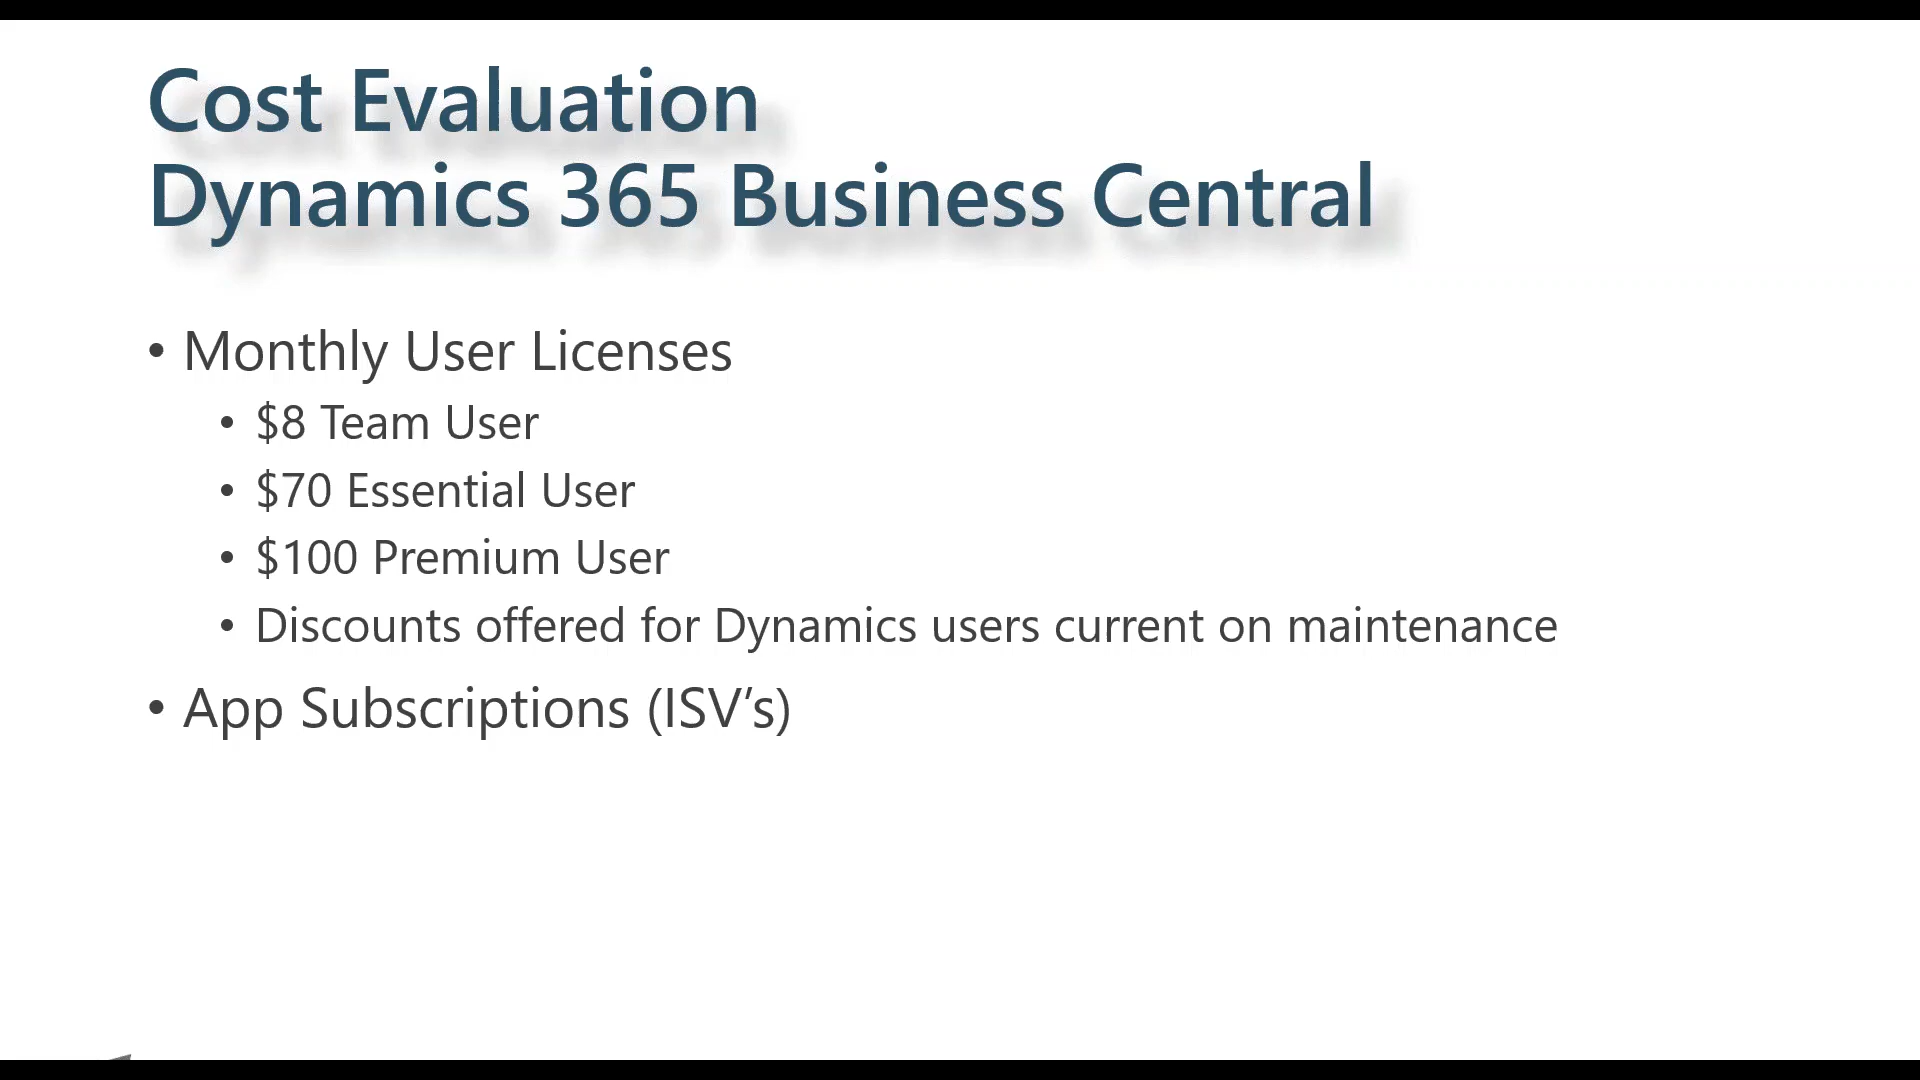 Cost Evaluation
Dynamics 365 Business Central
• Monthly User Licenses
• $8 Team User
• $70 Essential User
• $100 Premium User
• Discounts offered for Dynamics users current on maintenance
• App Subscriptions (ISV’s)